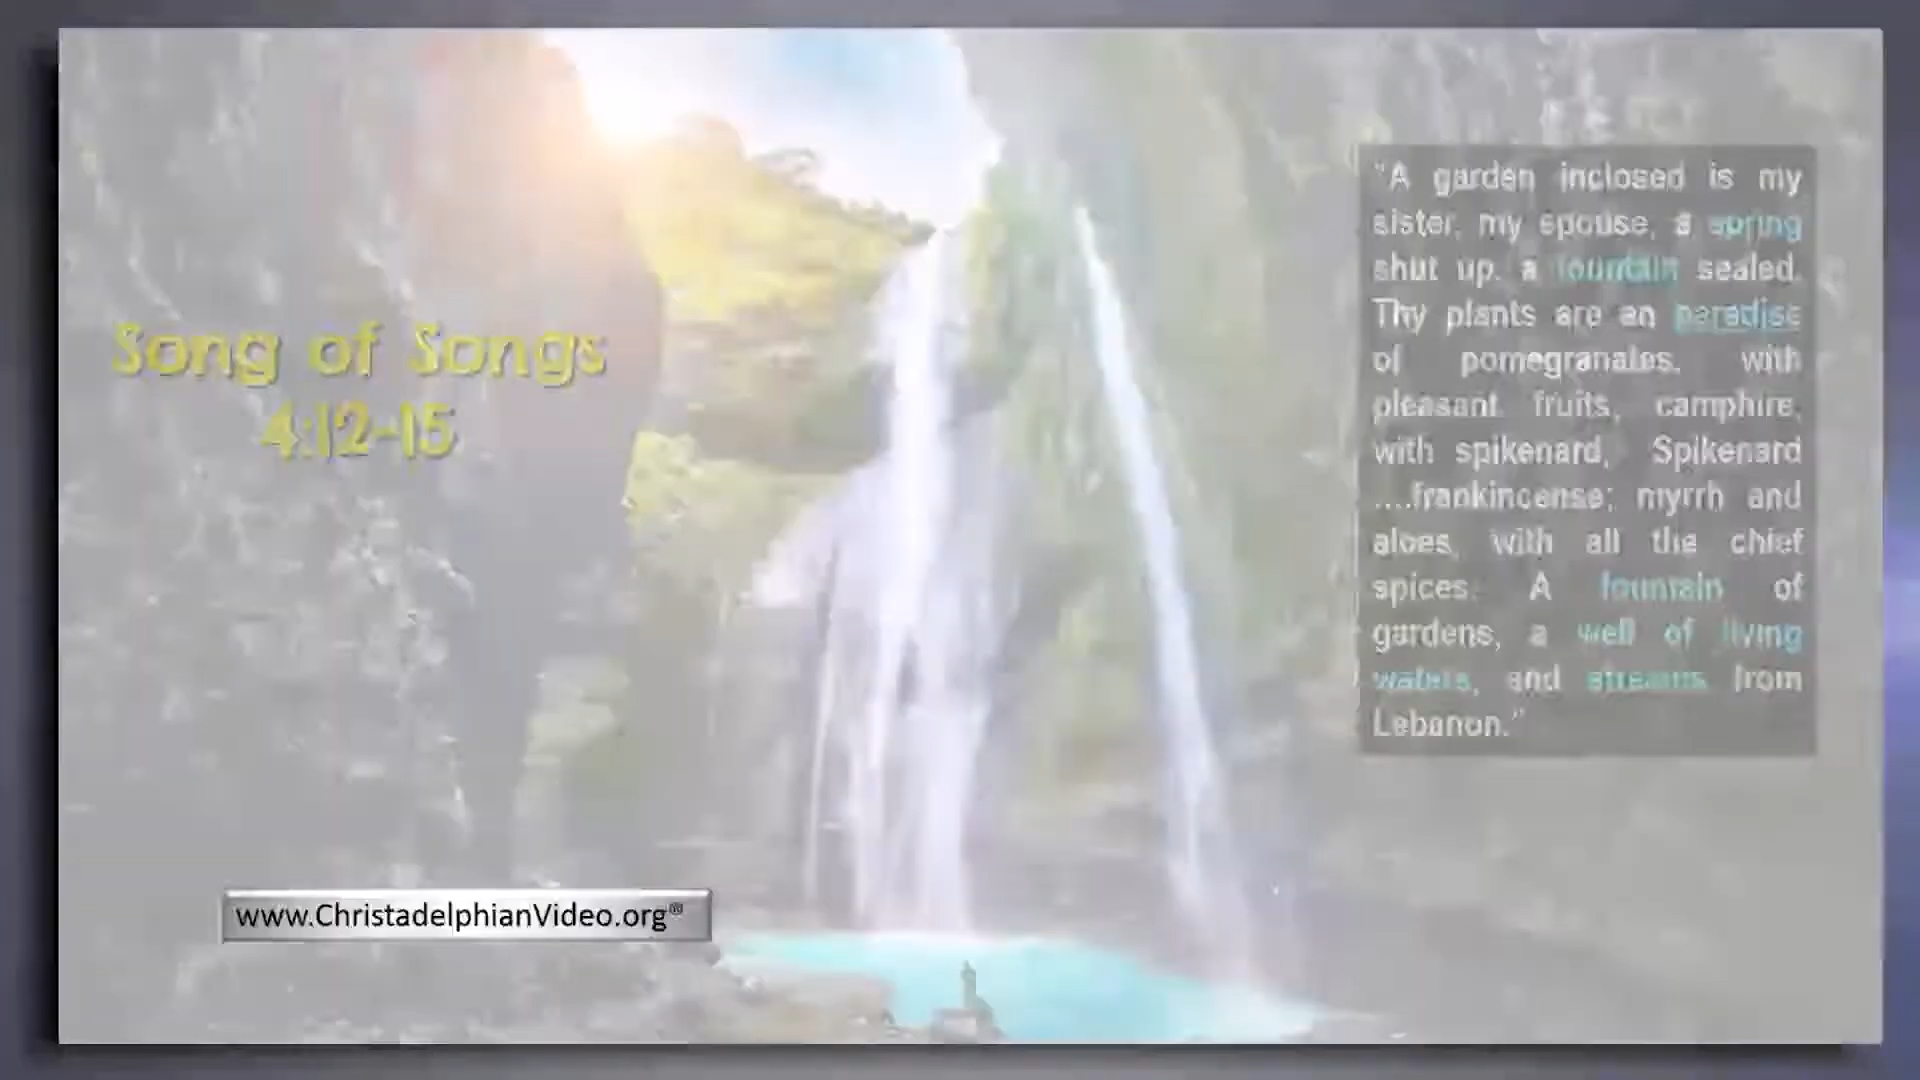 Song of Songs
4:12-15
"A garden inclosed is my
sister, my spouse, a spring
shut up, a fountain sealed.
Thy plants are an paradise
of pomegranates, with
pleasant fruits, camphire,
with spikenard, Spikenard
....frankincense; myrrh and
aloes, with all the chief
spices: A fountain of
gardens, a well of living
waters, and streams from
Lebanon."
www.ChristadelphianVideo.org®